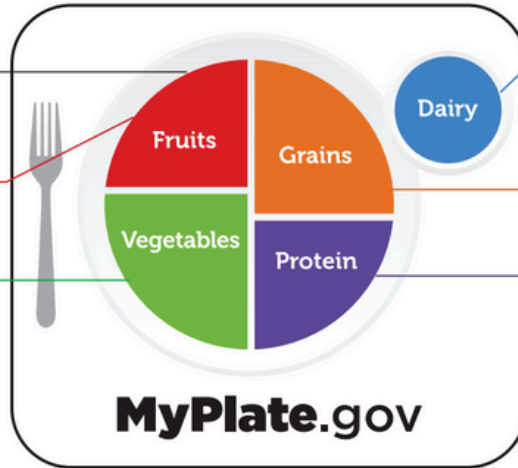 Fruits
Grains
Dairy
Vegetables
Protein
MyPlate.gov